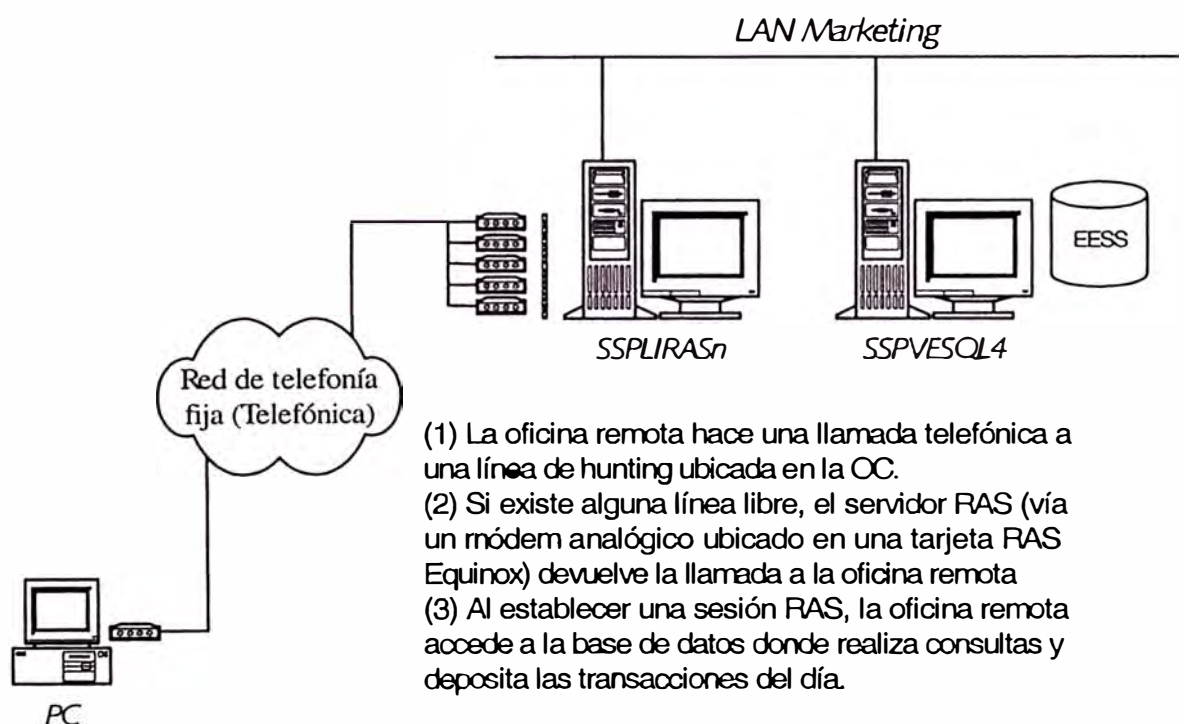 LAN Marketing
EESS
SSPLIRASn
SSPVESQL4
Red de telefonía
fija (Telefónica)
(1) La oficina remota hace una llamada telefónica a
una línea de hunting ubicada en la OC.
(2) Si existe alguna línea libre, el servidor RAS (vía
un módem analógico ubicado en una tarjeta RAS
Equinox) devuelve la llamada a la oficina remota
(3) Al establecer una sesión RAS, la oficina remota
accede a la base de datos donde realiza consultas y
deposita las transacciones del día.
PC